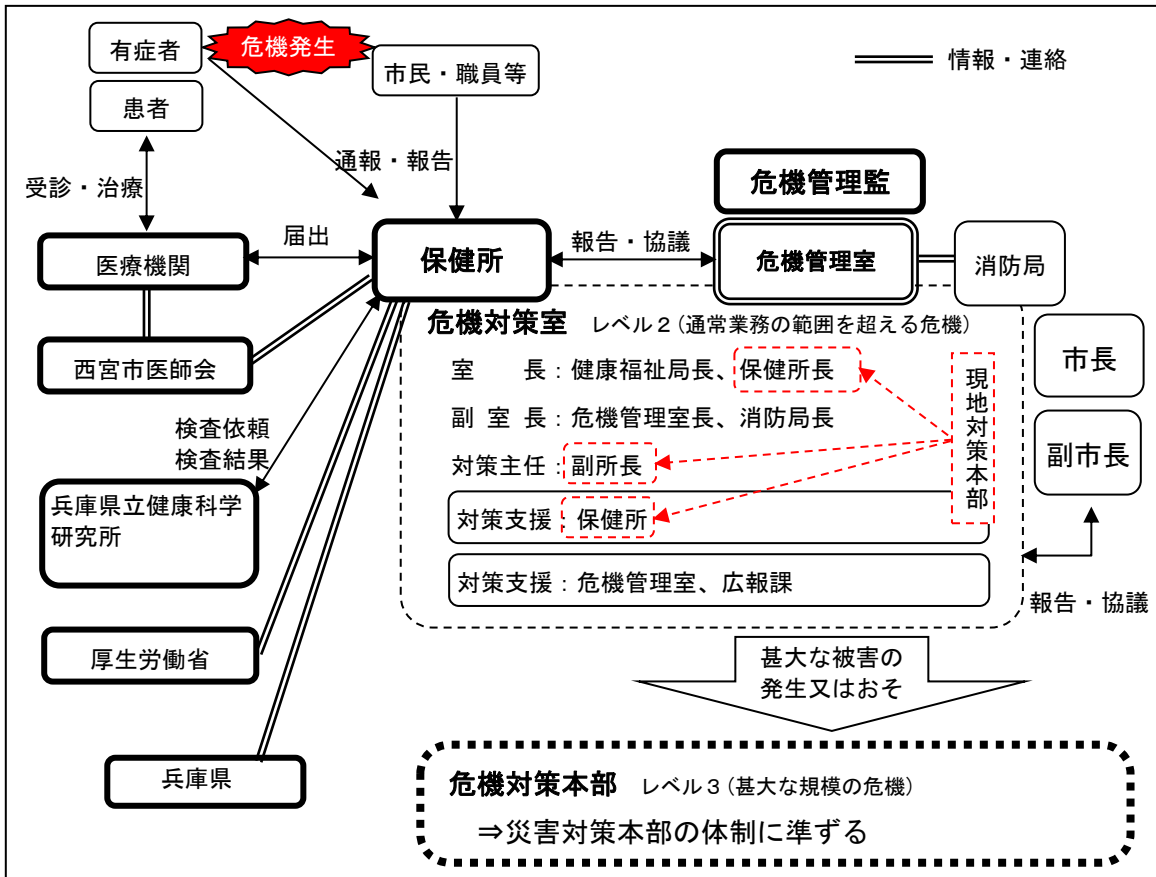 有症者
危機発生
市民・職員等
情報・連絡
患者
通報・報告
受診・治療
危機管理監
医療機関
届出
保健所
報告・協議
危機管理室
消防局
西宮市医師会
危機対策室 レベル２(通常業務の範囲を超える危機)
室　　長：健康福祉局長、保健所長
副 室 長：危機管理室長、消防局長
対策主任：副所長
対策支援：保健所
対策支援：危機管理室、広報課
現地対策本部
市長
副市長
報告・協議
検査依頼
検査結果
兵庫県立健康科学
研究所
厚生労働省
兵庫県
甚大な被害の
発生又はおそ
危機対策本部 レベル３(甚大な規模の危機)
⇒災害対策本部の体制に準ずる